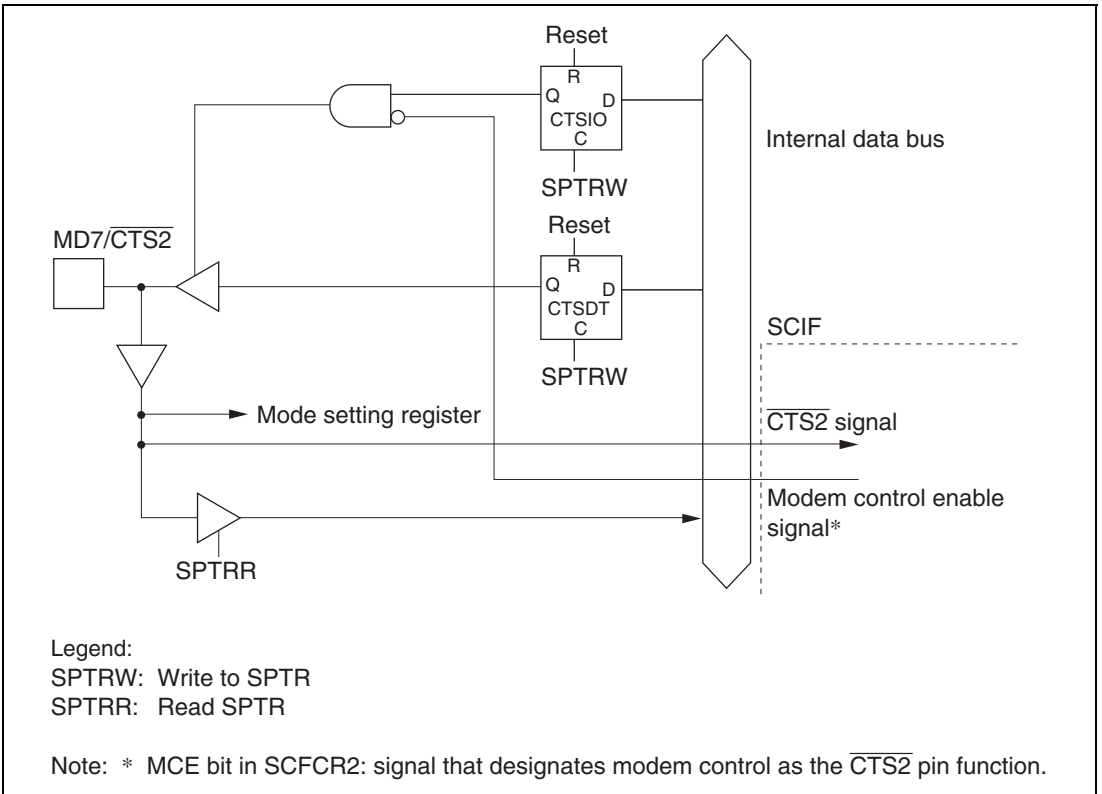 Reset
R
Q D
CTSIO
C
Internal data bus
SPTRW
Reset
MD7/CTS2
R
Q D
CTSDT
C
SCIF
SPTRW
Mode setting register
CTS2 signal
Modem control enable
signal*
SPTRR
Legend:
SPTRW: Write to SPTR
SPTRR: Read SPTR
Note: * MCE bit in SCFCR2: signal that designates modem control as the CTS2 pin function.